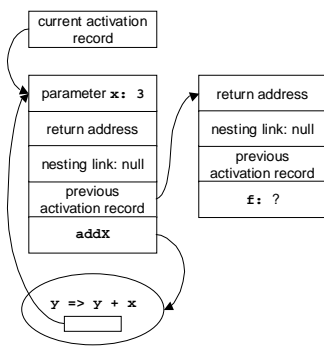 current activation
record
parameter x: 3
return address
nesting link: null
previous
activation record
addX
y => y + x
return address
nesting link: null
previous
activation record
f: ?